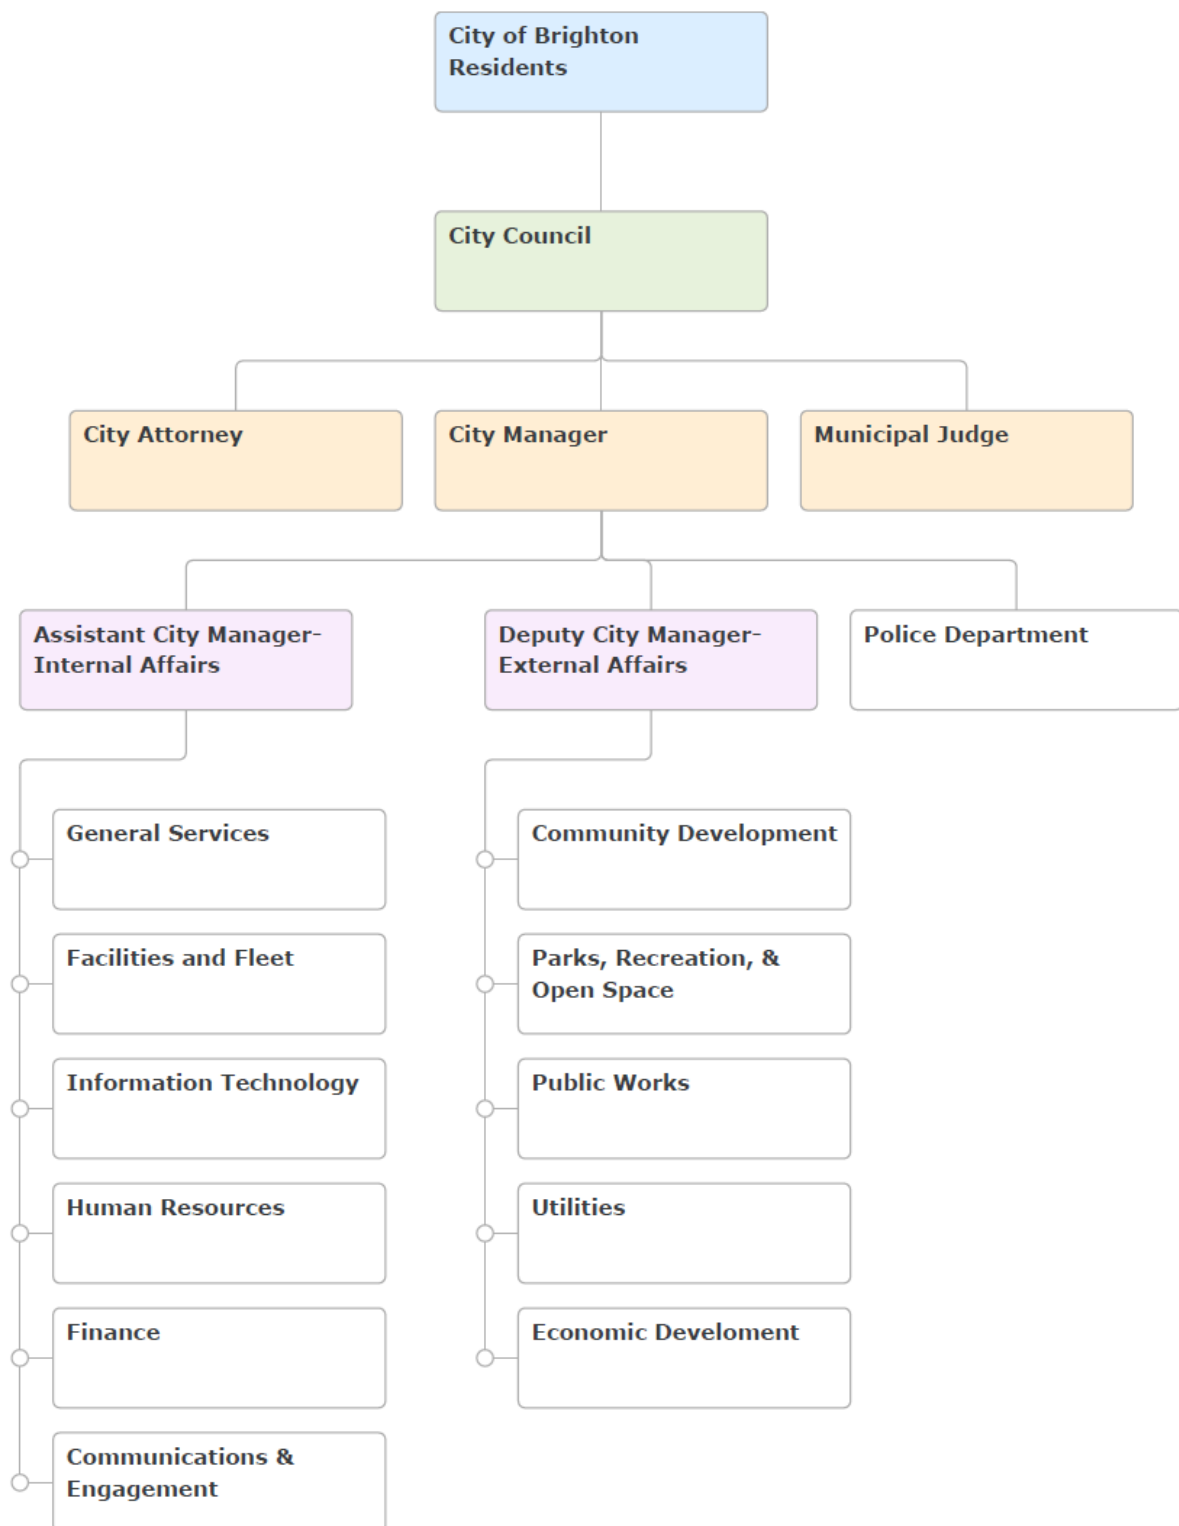 City of Brighton
Residents
City Council
City Attorney
City Manager
Municipal Judge
Assistant City Manager-
Internal Affairs
Deputy City Manager-
External Affairs
Police Department
General Services
Facilities and Fleet
Information Technology
Human Resources
Finance
Communications &
Engagement
Community Development
Parks, Recreation, &
Open Space
Public Works
Utilities
Economic Develoment